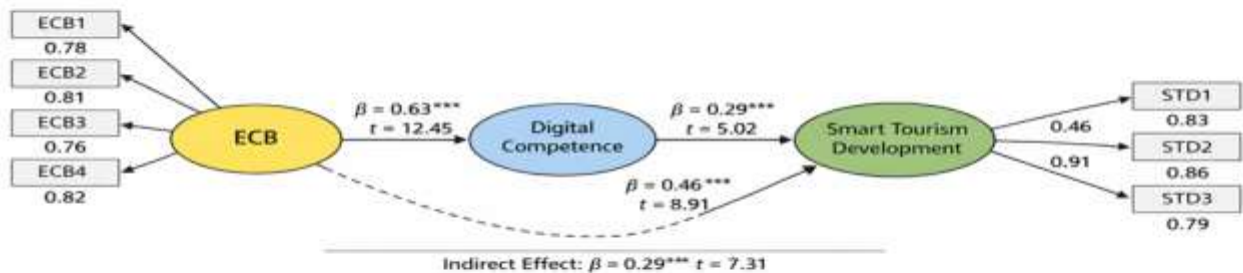 ECB1
0.78
ECB2
0.81
ECB3
0.76
ECB4
0.82
ECB
β = 0.63***
t = 12.45
Digital
Competence
β = 0.29***
t = 5.02
Smart Tourism
Development
β = 0.46***
t = 8.91
0.46
0.91
STD1
0.83
STD2
0.86
STD3
0.79
Indirect Effect: β = 0.29*** t = 7.31